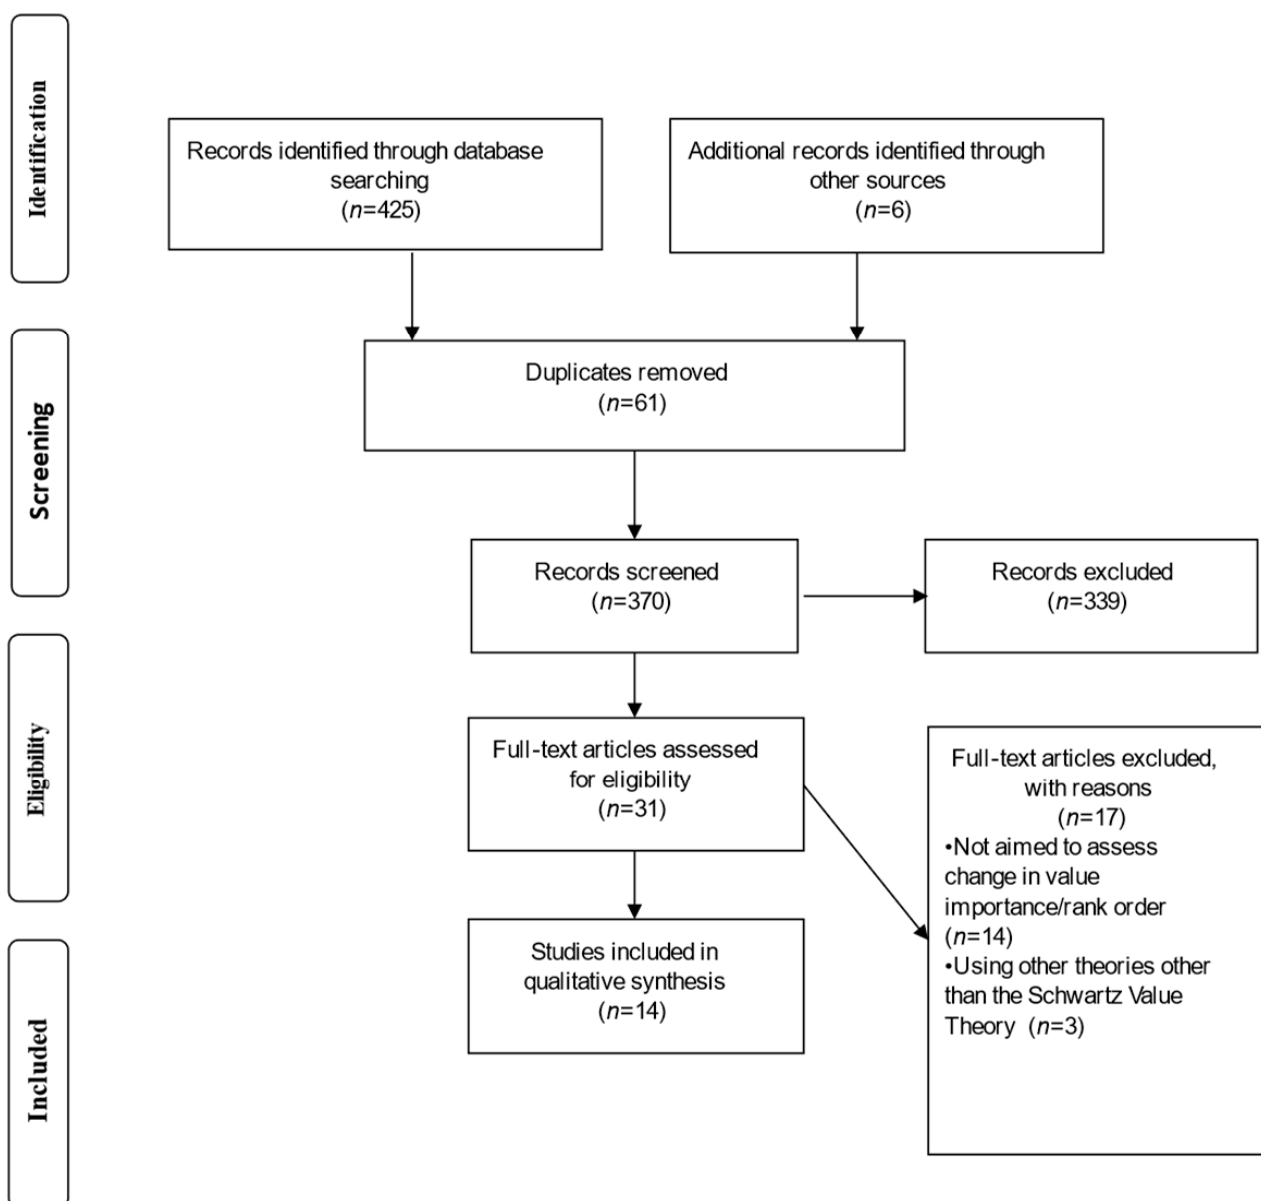 Identification
Records identified through database
searching
(n=425)
Additional records identified through
other sources
(n=6)
Screening
Duplicates removed
(n=61)
Records screened
(n=370)
Records excluded
(n=339)
Eligibility
Full-text articles assessed
for eligibility
(n=31)
Full-text articles excluded,
with reasons
(n=17)
•Not aimed to assess
change in value
importance/rank order
(n=14)
•Using other theories other
than the Schwartz Value
Theory (n=3)
Included
Studies included in
qualitative synthesis
(n=14)